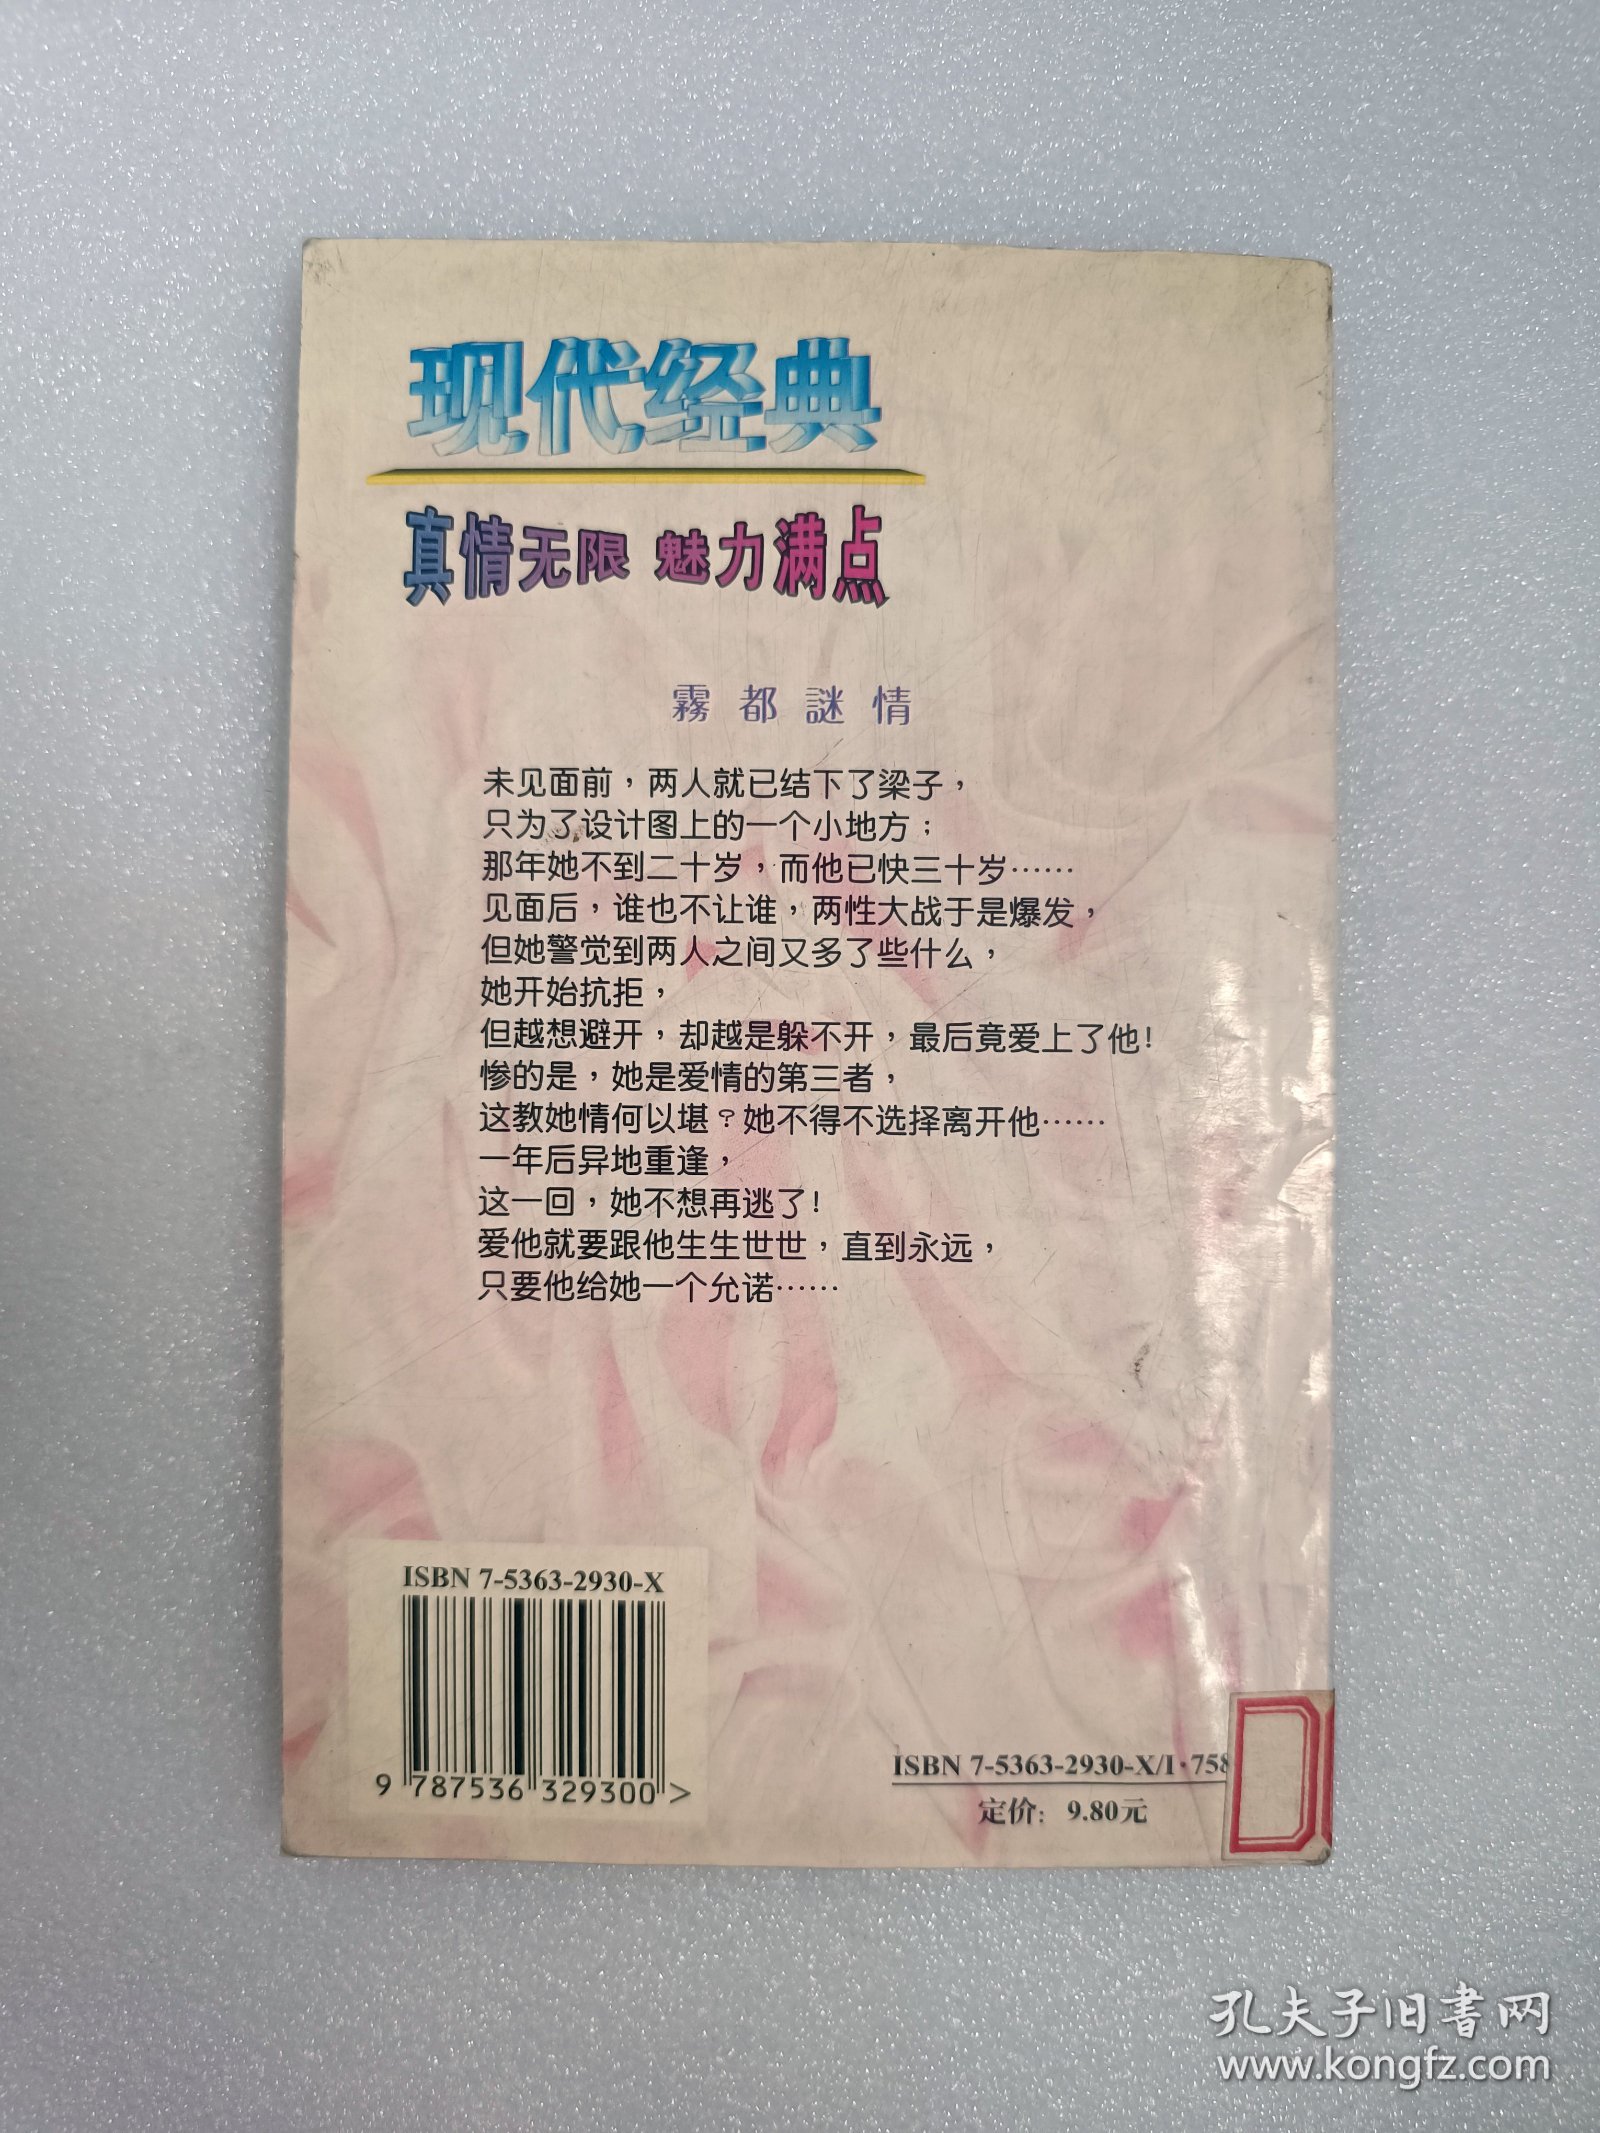 现代经典
真情无限 魅力满点
霧都謎情
未见面前，两人就已结下了梁子，
只为了设计图上的一个小地方；
那年她不到二十岁，而他已快三十岁……
见面后，谁也不让谁，两性大战于是爆发，
但她警觉到两人之间又多了些什么，
她开始抗拒，
但越想避开，却越是躲不开，最后竟爱上了他！
惨的是，她是爱情的第三者，
这教她情何以堪？她不得不选择离开他……
一年后异地重逢，
这一回，她不想再逃了！
爱他就要跟他生生世世，直到永远，
只要他给她一个允诺……
ISBN 7-5363-2930-X
9 787536 329300 >
ISBN 7-5363-2930-X/I·758
定价：9.80元
孔夫子旧書网
www.kongfz.com